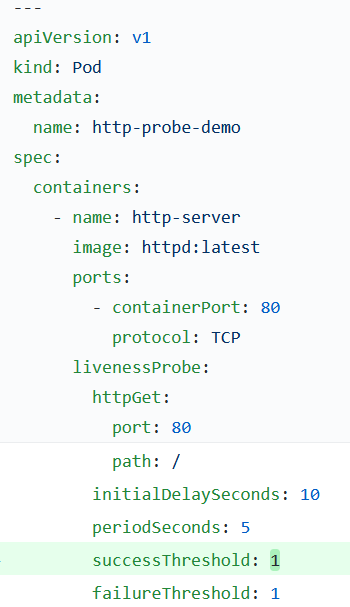 ---
apiVersion: v1
kind: Pod
metadata:
  name: http-probe-demo
spec:
  containers:
    - name: http-server
      image: httpd:latest
      ports:
        - containerPort: 80
          protocol: TCP
      livenessProbe:
        httpGet:
          port: 80
          path: /
        initialDelaySeconds: 10
        periodSeconds: 5
        successThreshold: 1
        failureThreshold: 1